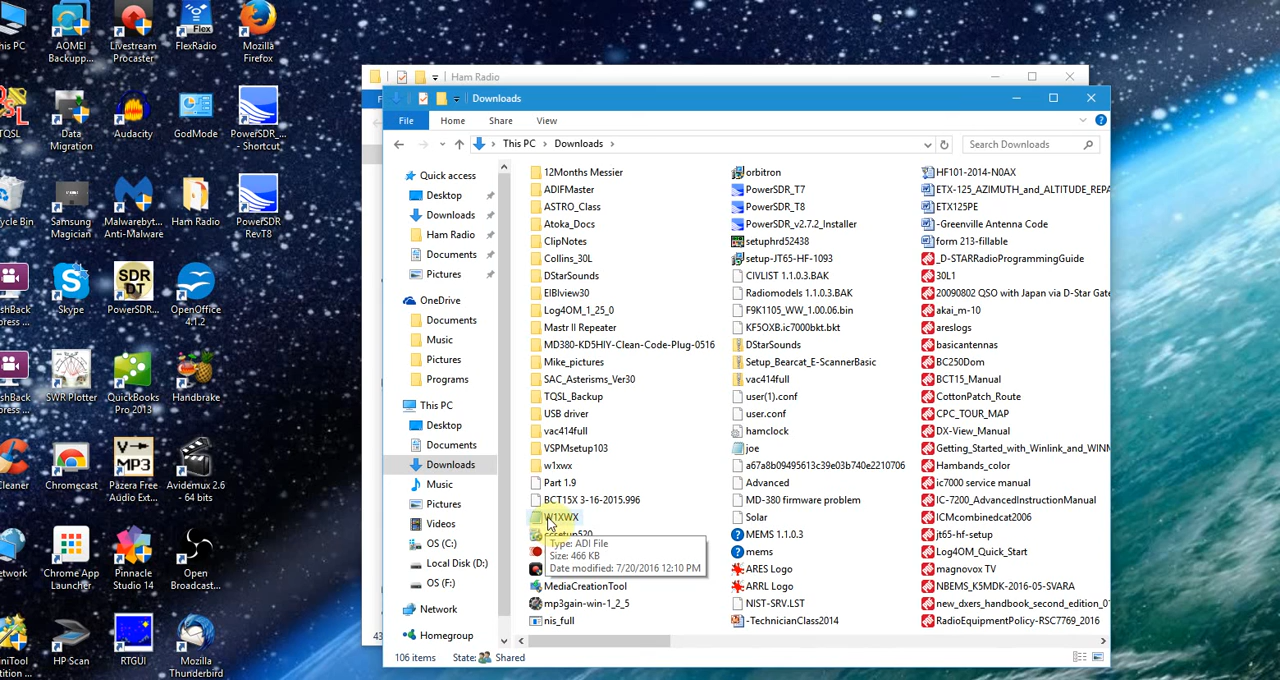 This PC
AOMEI
Backupp...
Livestream
Procaster
Flex
FlexRadio
Mozilla
Firefox
TQSL
Data
Migration
Audacity
GodMode
PowerSDR_...
- Shortcut
Samsung
Magician
Malwarebyt...
Anti-Malware
Ham Radio
PowerSDR
RevT8
Skype
SDR
DT
PowerSDR...
OpenOffice
4.1.2
SWR Plotter
QuickBooks
Pro 2013
Handbrake
Chromecast
V
MP3
Pazera Free
Audio Ext...
Avidemux 2.6
- 64 bits
Chrome App
Launcher
Pinnacle
Studio 14
Open
Broadcast...
HP Scan
RTGUI
Mozilla
Thunderbird
Ham Radio
Downloads
File
Home
Share
View
This PC
Downloads
Search Downloads
Quick access
Desktop
Downloads
Ham Radio
Documents
Pictures
OneDrive
Documents
Music
Pictures
Programs
This PC
Desktop
Documents
Downloads
Music
Pictures
Videos
OS (C:)
Local Disk (D:)
OS (F:)
Network
Homegroup
12Months Messier
ADIFMaster
ASTRO_Class
Atoka_Docs
ClipNotes
Collins_30L
DStarSounds
EIBIview30
Log4OM_1_25_0
Mastr II Repeater
MD380-KD5HIY-Clean-Code-Plug-0516
Mike_pictures
SAC_Asterisms_Ver30
TQSL_Backup
USB driver
vac414full
VSPMsetup103
w1xwx
Part 1.9
BCT15X 3-16-2015.996
W1XWX
ccsetup520
Type: ADI File
Size: 466 KB
Date modified: 7/20/2016 12:10 PM
MediaCreationTool
mp3gain-win-1_2_5
nis_full
orbitron
PowerSDR_T7
PowerSDR_T8
PowerSDR_v2.7.2_Installer
setuphrd52438
setup-JT65-HF-1093
CIVLIST 1.1.0.3.BAK
Radiomodels 1.1.0.3.BAK
F9K1105_WW_1.00.06.bin
KF5OXB.ic7000bkt.bkt
DStarSounds
Setup_Bearcat_E-ScannerBasic
vac414full
user(1).conf
user.conf
hamclock
joe
a67a8b09495613c39e03b740e2210706
Advanced
MD-380 firmware problem
Solar
MEMS 1.1.0.3
mems
ARES Logo
ARRL Logo
NIST-SRV.LST
-TechnicianClass2014
HF101-2014-N0AX
ETX-125_AZIMUTH_and_ALTITUDE_REPA
ETX125PE
-Greenville Antenna Code
form 213-fillable
_D-STARRadioProgrammingGuide
30L1
20090802 QSO with Japan via D-Star Gate
akai_m-10
areslogs
basicantennas
BC250Dom
BCT15_Manual
CottonPatch_Route
CPC_TOUR_MAP
DX-View_Manual
Getting_Started_with_Winlink_and_WINM
Hambands_color
ic7000 service manual
IC-7200_AdvancedInstructionManual
ICMcombinedcat2006
jt65-hf-setup
Log4OM_Quick_Start
magnovox TV
NBEMS_K5MDK-2016-05-SVARA
new_dxers_handbook_second_edition_01
RadioEquipmentPolicy-RSC7769_2016
43
106 items
State:
Shared